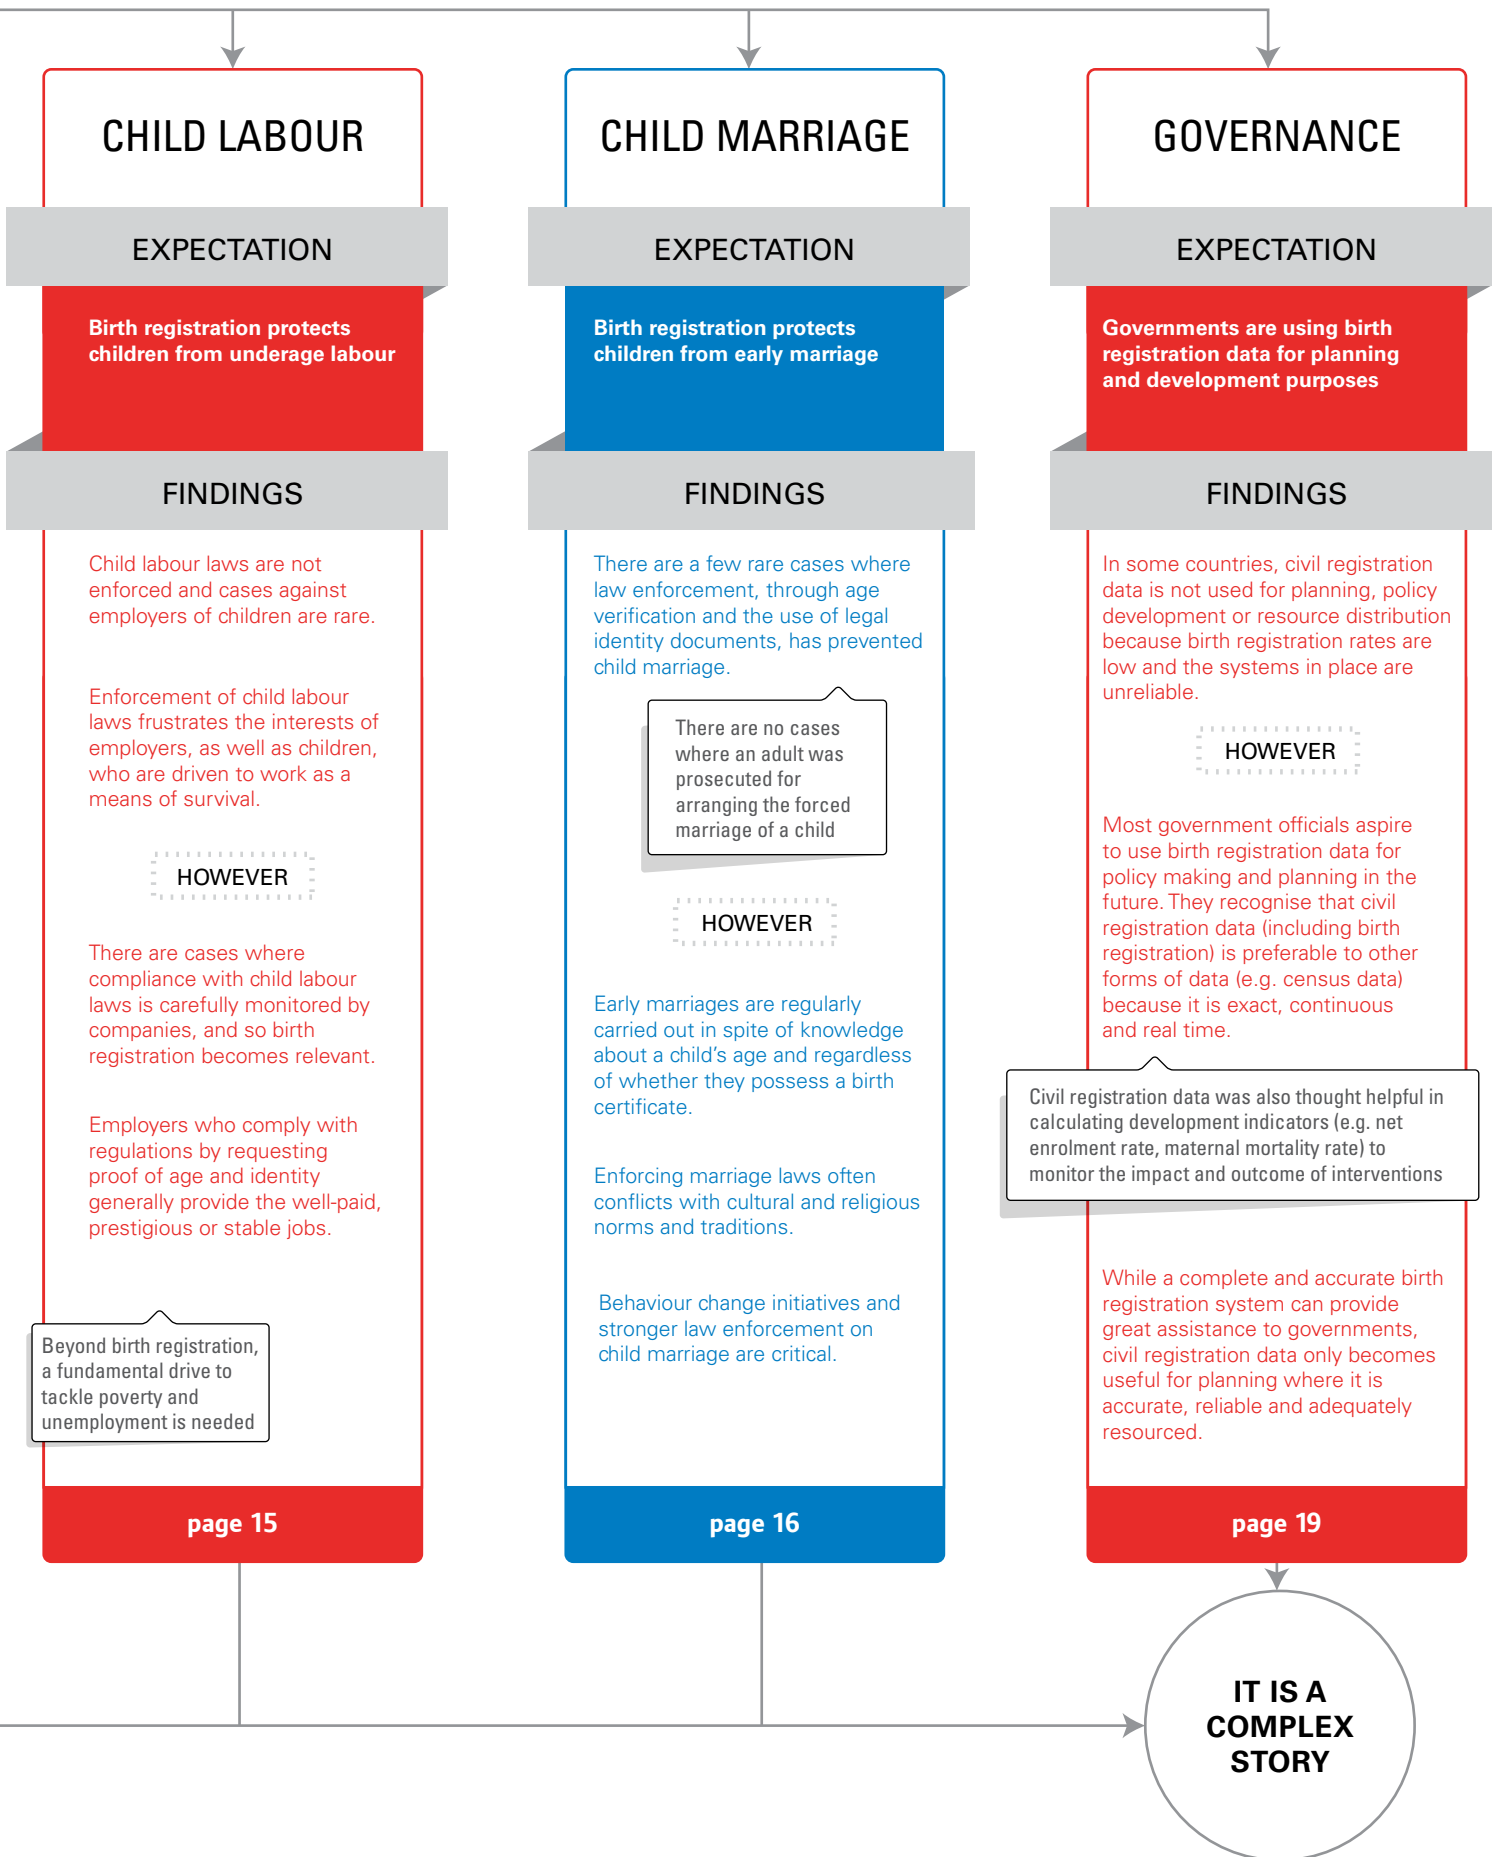 CHILD LABOUR
EXPECTATION
Birth registration protects
children from underage labour
FINDINGS
Child labour laws are not
enforced and cases against
employers of children are rare.
Enforcement of child labour
laws frustrates the interests of
employers, as well as children,
who are driven to work as a
means of survival.
HOWEVER
There are cases where
compliance with child labour
laws is carefully monitored by
companies, and so birth
registration becomes relevant.
Employers who comply with
regulations by requesting
proof of age and identity
generally provide the well-paid,
prestigious or stable jobs.
Beyond birth registration,
a fundamental drive to
tackle poverty and
unemployment is needed
page 15
CHILD MARRIAGE
EXPECTATION
Birth registration protects
children from early marriage
FINDINGS
There are a few rare cases where
law enforcement, through age
verification and the use of legal
identity documents, has prevented
child marriage.
There are no cases
where an adult was
prosecuted for
arranging the forced
marriage of a child
HOWEVER
Early marriages are regularly
carried out in spite of knowledge
about a child's age and regardless
of whether they possess a birth
certificate.
Enforcing marriage laws often
conflicts with cultural and religious
norms and traditions.
Behaviour change initiatives and
stronger law enforcement on
child marriage are critical.
page 16
GOVERNANCE
EXPECTATION
Governments are using birth
registration data for planning
and development purposes
FINDINGS
In some countries, civil registration
data is not used for planning, policy
development or resource distribution
because birth registration rates are
low and the systems in place are
unreliable.
HOWEVER
Most government officials aspire
to use birth registration data for
policy making and planning in the
future. They recognise that civil
registration data (including birth
registration) is preferable to other
forms of data (e.g. census data)
because it is exact, continuous
and real time.
Civil registration data was also thought helpful in
calculating development indicators (e.g. net
enrolment rate, maternal mortality rate) to
monitor the impact and outcome of interventions
While a complete and accurate birth
registration system can provide
great assistance to governments,
civil registration data only becomes
useful for planning where it is
accurate, reliable and adequately
resourced.
page 19
IT IS A
COMPLEX
STORY